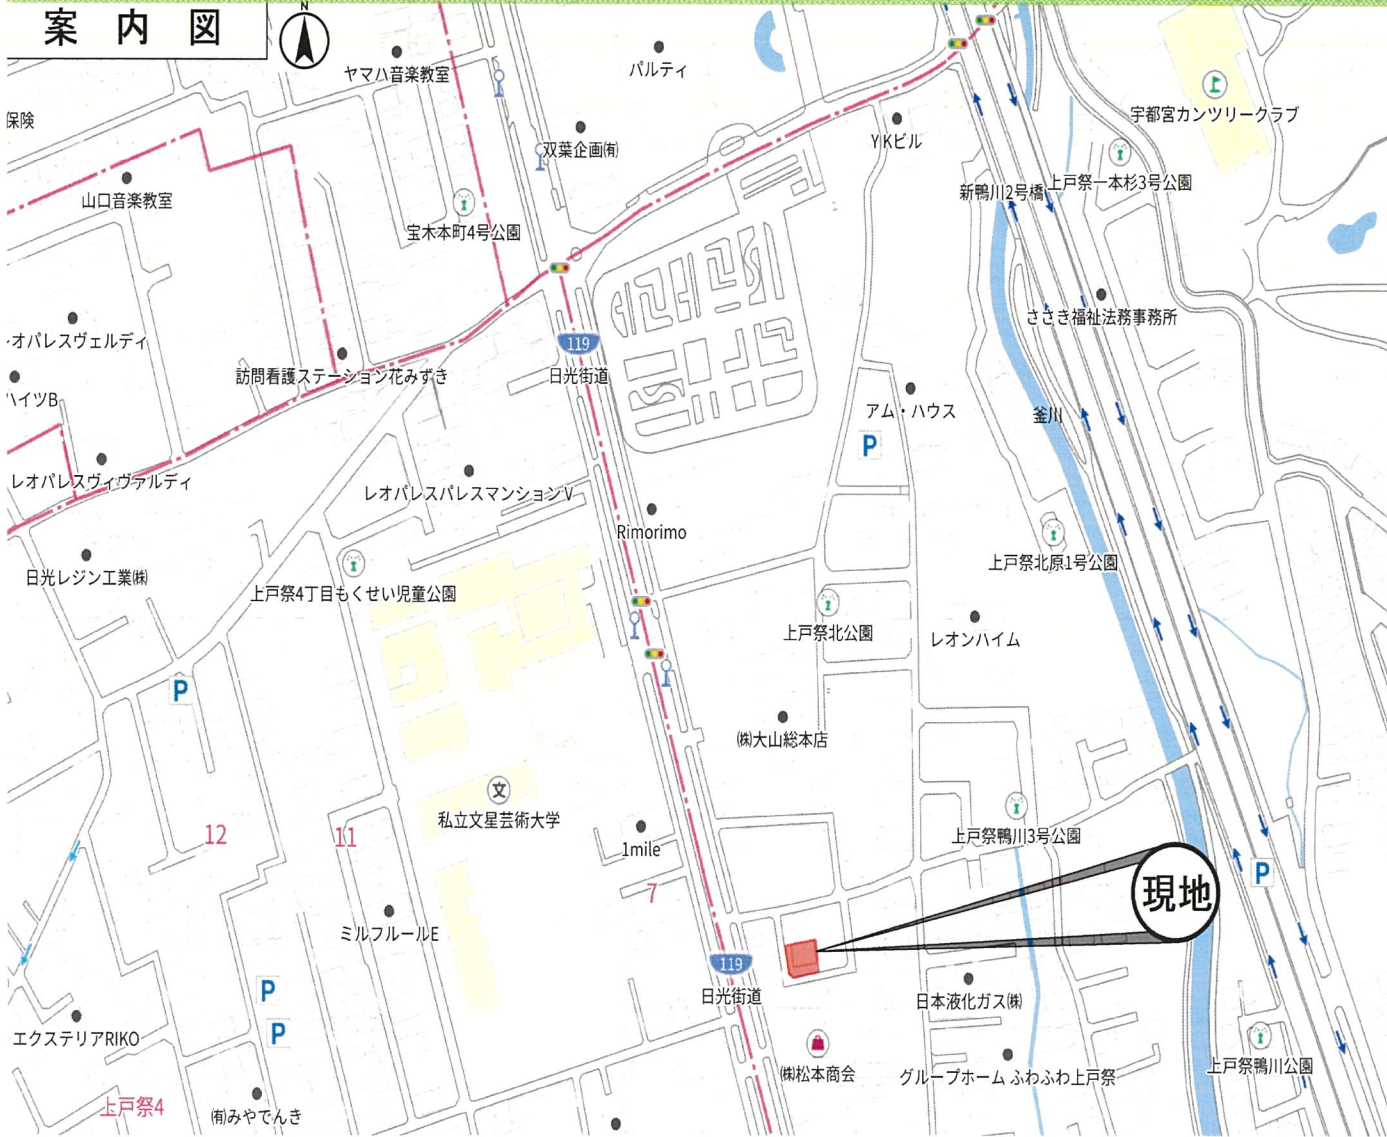 案内図
N
ヤマハ音楽教室
パルティ
保険
双葉企画㈲
YKビル
宇都宮カンツリークラブ
山口音楽教室
宝木本町4号公園
新鴨川2号橋
上戸祭一本杉3号公園
ささき福祉法務事務所
オパレスヴェルディ
訪問看護ステーション花みずき
119
日光街道
ハイツB
アム・ハウス
P
釜川
レオパレスヴィヴァルディ
レオパレスパレスマンションV
Rimorimo
日光レジン工業㈱
上戸祭4丁目もくせい児童公園
上戸祭北原1号公園
上戸祭北公園
レオンハイム
P
㈱大山総本店
文
私立文星芸術大学
12
11
1mile
上戸祭鴨川3号公園
7
P
現地
ミルフルールE
119
日光街道
P
P
日本液化ガス㈱
エクステリアRIKO
㈱松本商会
グループホーム ふわふわ上戸祭
上戸祭鴨川公園
上戸祭4
㈲みやでんき